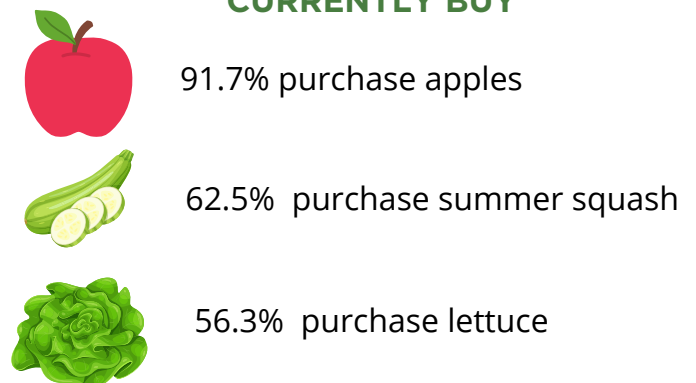 CURRENTLY BUY
91.7% purchase apples
62.5% purchase summer squash
56.3% purchase lettuce